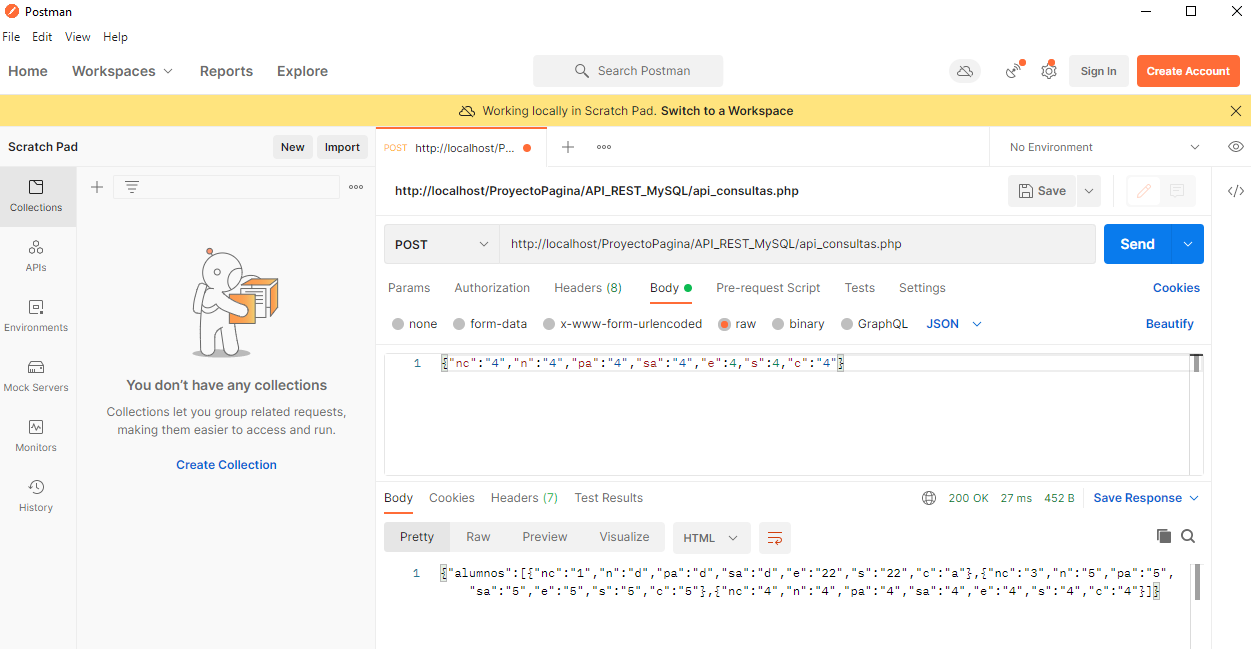 Postman
File Edit View Help
Home Workspaces Reports Explore Search Postman Sign In Create Account
Working locally in Scratch Pad. Switch to a Workspace
Scratch Pad New Import POST http://localhost/P... No Environment
http://localhost/ProyectoPagina/API_REST_MySQL/api_consultas.php Save
Collections
APIs
Environments
Mock Servers
Monitors
History
You don’t have any collections
Collections let you group related requests,
making them easier to access and run.
Create Collection
POST http://localhost/ProyectoPagina/API_REST_MySQL/api_consultas.php Send
Params Authorization Headers (8) Body Pre-request Script Tests Settings Cookies
none form-data x-www-form-urlencoded raw binary GraphQL JSON Beautify
1 {"nc":"4","n":"4","pa":"4","sa":"4","e":4,"s":4,"c":"4"}
Body Cookies Headers (7) Test Results 200 OK 27 ms 452 B Save Response
Pretty Raw Preview Visualize HTML
1 {"alumnos":[{"nc":"1","n":"d","pa":"d","sa":"d","e":"22","s":"22","c":"a"},{"nc":"3","n":"5","pa":"5",
"sa":"5","e":"5","s":"5","c":"5"},{"nc":"4","n":"4","pa":"4","sa":"4","e":"4","s":"4","c":"4"}]}